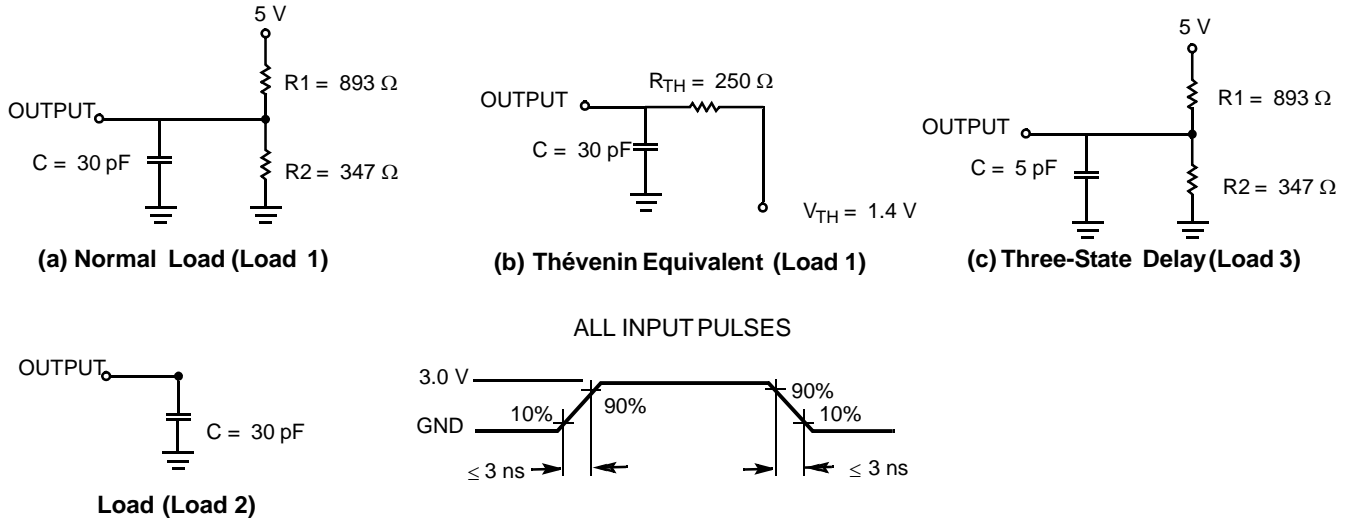 5 V
R1 = 893 Ω
OUTPUT
C = 30 pF
R2 = 347 Ω
(a) Normal Load (Load 1)
RTH = 250 Ω
OUTPUT
C = 30 pF
VTH = 1.4 V
(b) Thévenin Equivalent (Load 1)
5 V
R1 = 893 Ω
OUTPUT
C = 5 pF
R2 = 347 Ω
(c) Three-State Delay (Load 3)
OUTPUT
C = 30 pF
Load (Load 2)
ALL INPUT PULSES
3.0 V
GND
10%
90%
90%
10%
≤ 3 ns
≤ 3 ns